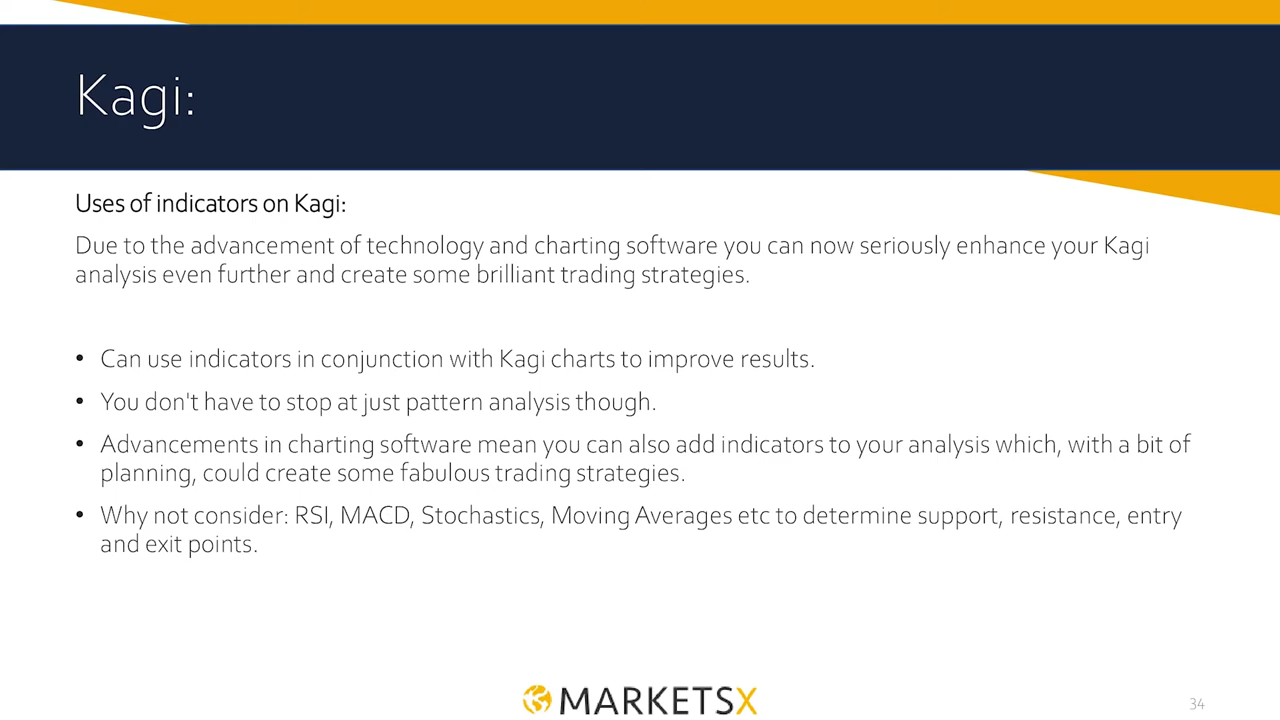 Kagi:
Uses of indicators on Kagi:
Due to the advancement of technology and charting software you can now seriously enhance your Kagi
analysis even further and create some brilliant trading strategies.
• Can use indicators in conjunction with Kagi charts to improve results.
• You don't have to stop at just pattern analysis though.
• Advancements in charting software mean you can also add indicators to your analysis which, with a bit of
planning, could create some fabulous trading strategies.
• Why not consider: RSI, MACD, Stochastics, Moving Averages etc to determine support, resistance, entry
and exit points.
MARKETSX
34